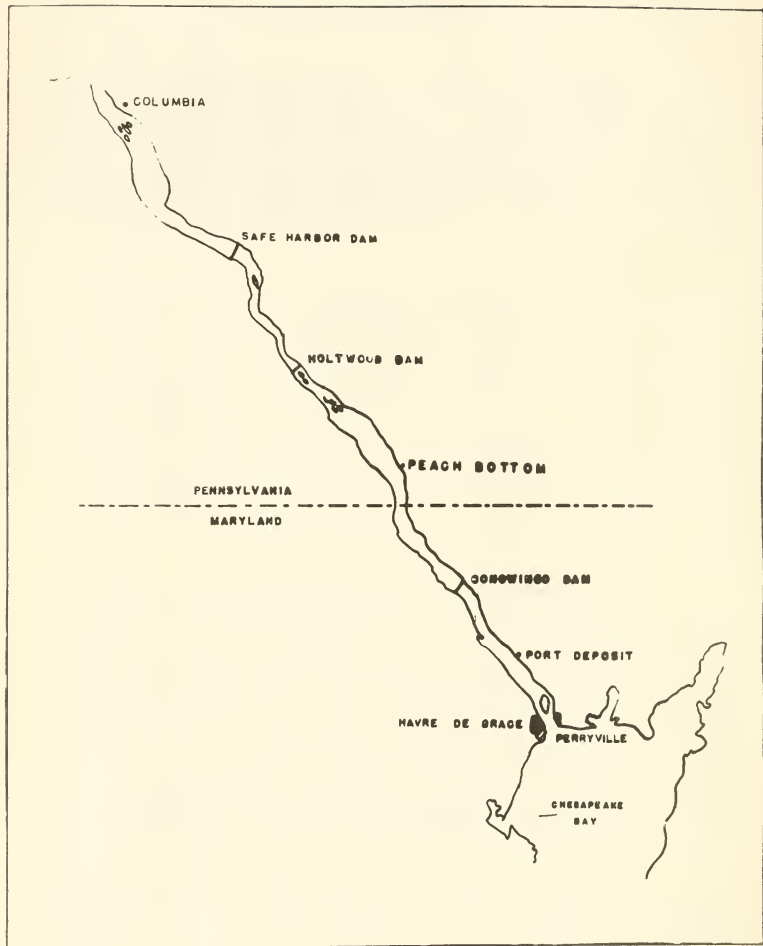 COLUMBIA
SAFE HARBOR DAM
HOLTWOOD DAM
PEACH BOTTOM
PENNSYLVANIA
MARYLAND
CONOWINGO DAM
PORT DEPOSIT
HAVRE DE GRACE
PERRYVILLE
CHESAPEAKE
BAY